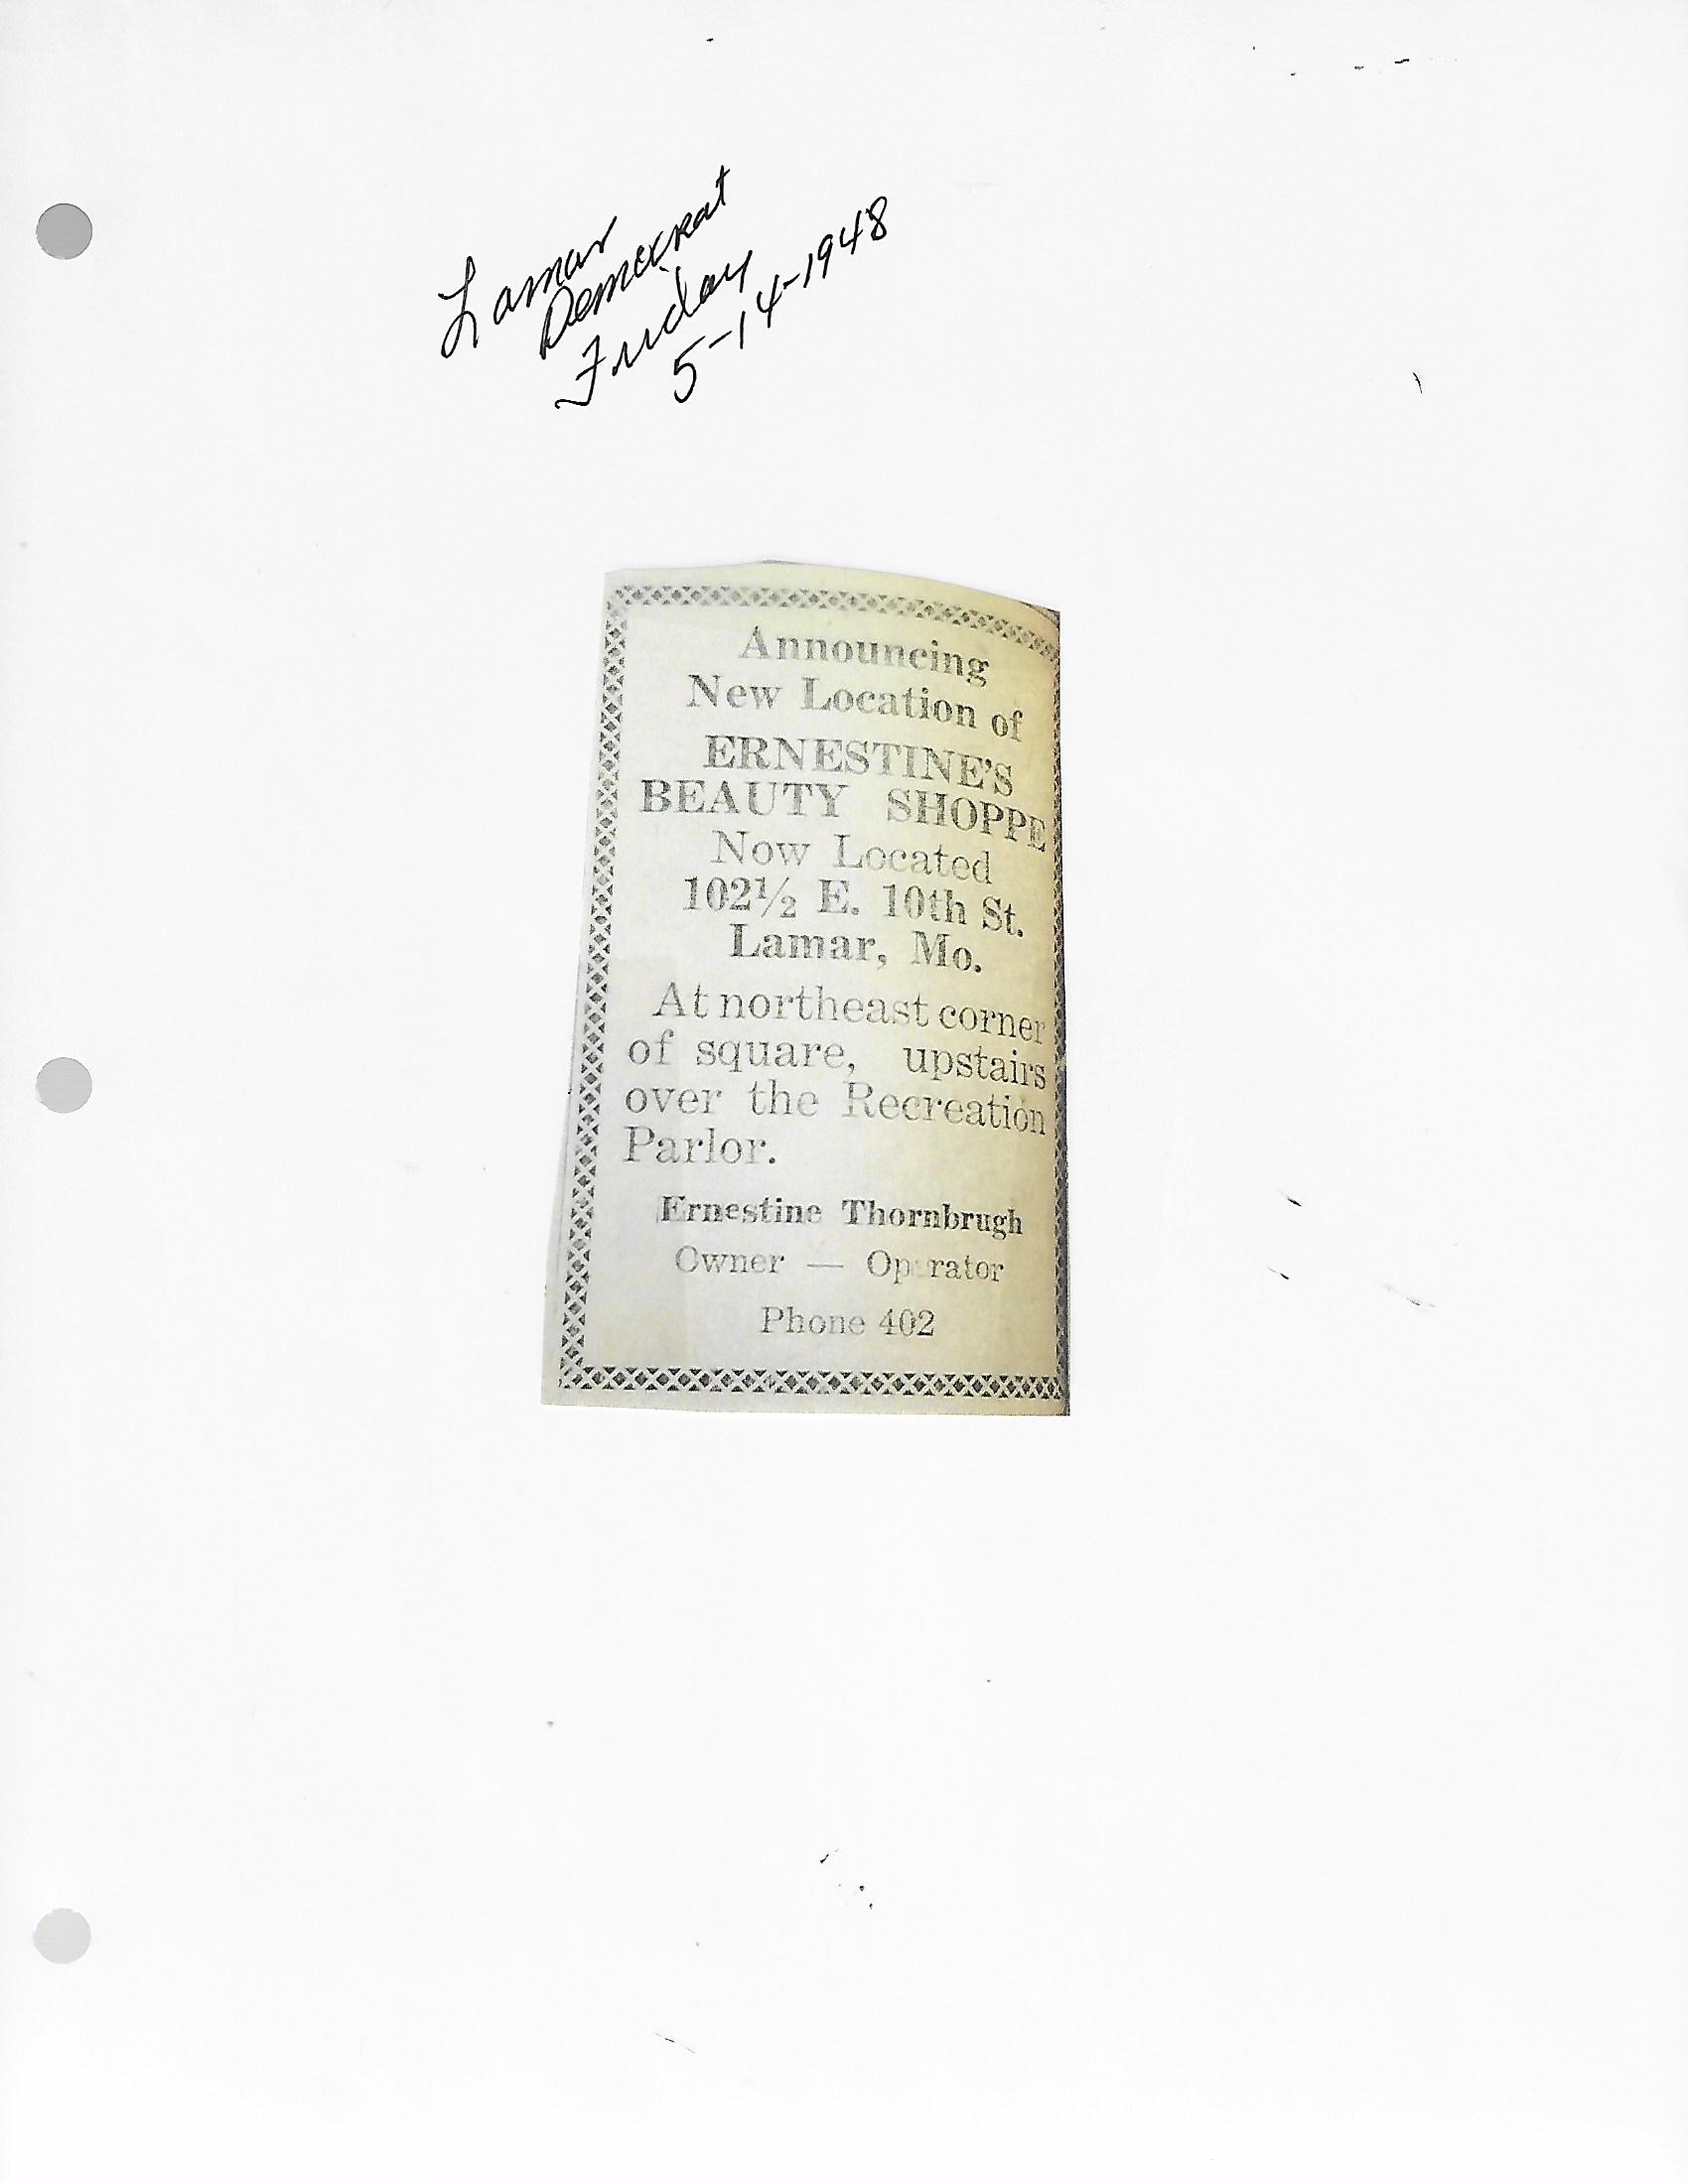 Lamar
Democrat
Friday
5-14-1948
Announcing
New Location of
ERNESTINE'S
BEAUTY SHOPPE
Now Located
102½ E. 10th St.
Lamar, Mo.
At northeast corner
of square, upstairs
over the Recreation
Parlor.
Ernestine Thornbrugh
Owner — Operator
Phone 402